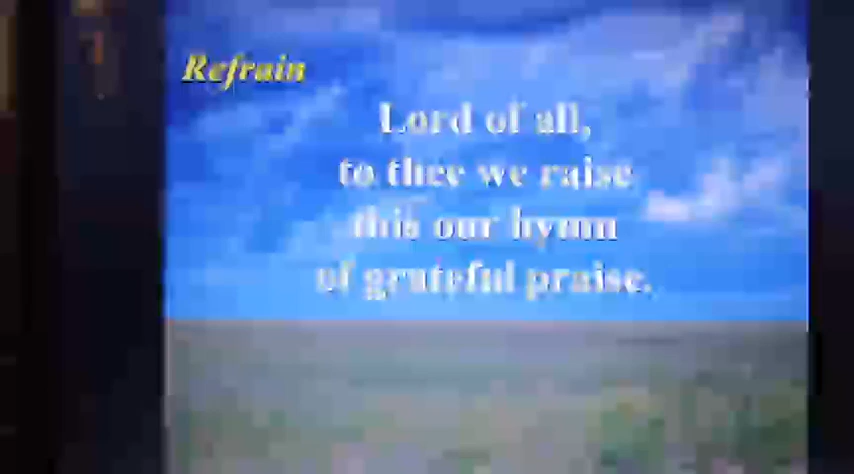 Refrain
Lord of all,
to thee we raise
this our hymn
of grateful praise.